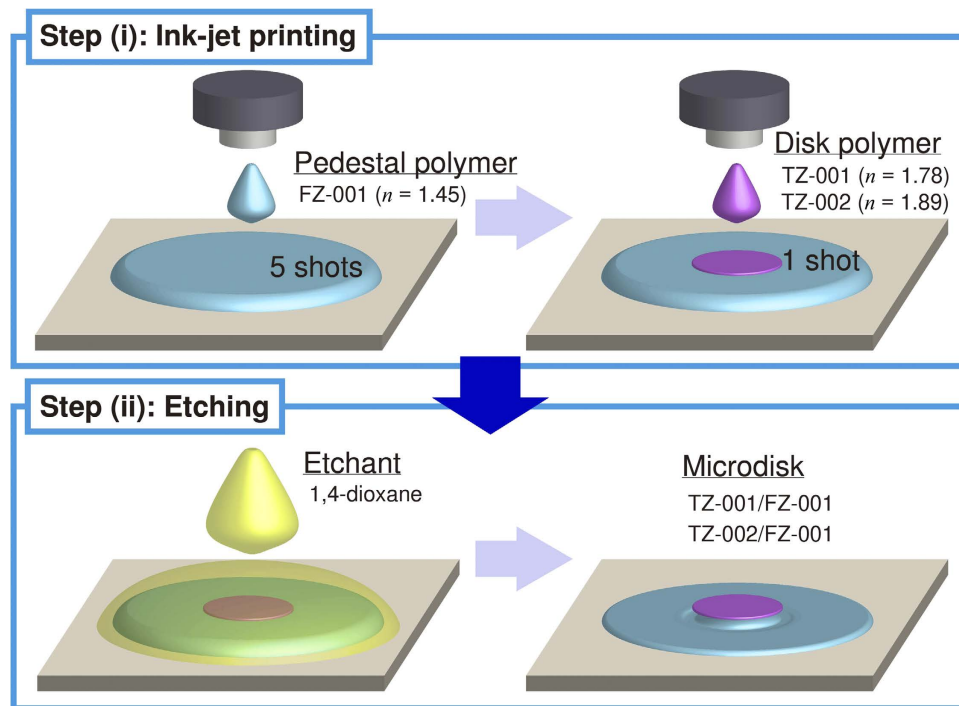 Step (i): Ink-jet printing
Pedestal polymer
FZ-001 (n = 1.45)
5 shots
Disk polymer
TZ-001 (n = 1.78)
TZ-002 (n = 1.89)
1 shot
Step (ii): Etching
Etchant
1,4-dioxane
Microdisk
TZ-001/FZ-001
TZ-002/FZ-001